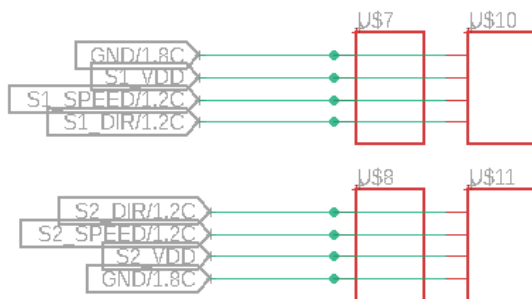 U$7 U$10
GND/1.8C
S1_VDD
S1_SPEED/1.2C
S1_DIR/1.2C
U$8 U$11
S2_DIR/1.2C
S2_SPEED/1.2C
S2_VDD
GND/1.8C